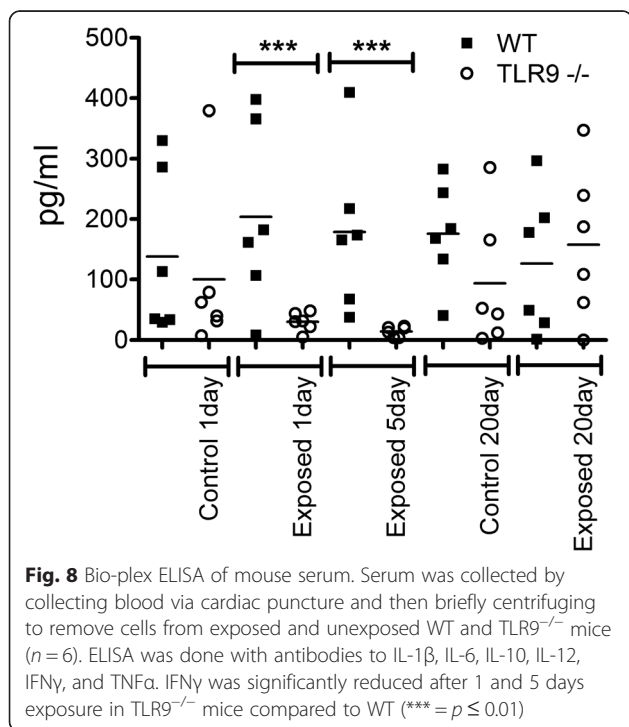 500
400
300
200
100
0
pg/ml
***
***
WT
TLR9 -/-
Control 1day
Exposed 1day
Exposed 5day
Control 20day
Exposed 20day
Fig. 8 Bio-plex ELISA of mouse serum. Serum was collected by
collecting blood via cardiac puncture and then briefly centrifuging
to remove cells from exposed and unexposed WT and TLR9−/− mice
(n = 6). ELISA was done with antibodies to IL-1β, IL-6, IL-10, IL-12,
IFNγ, and TNFα. IFNγ was significantly reduced after 1 and 5 days
exposure in TLR9−/− mice compared to WT (*** = p ≤ 0.01)